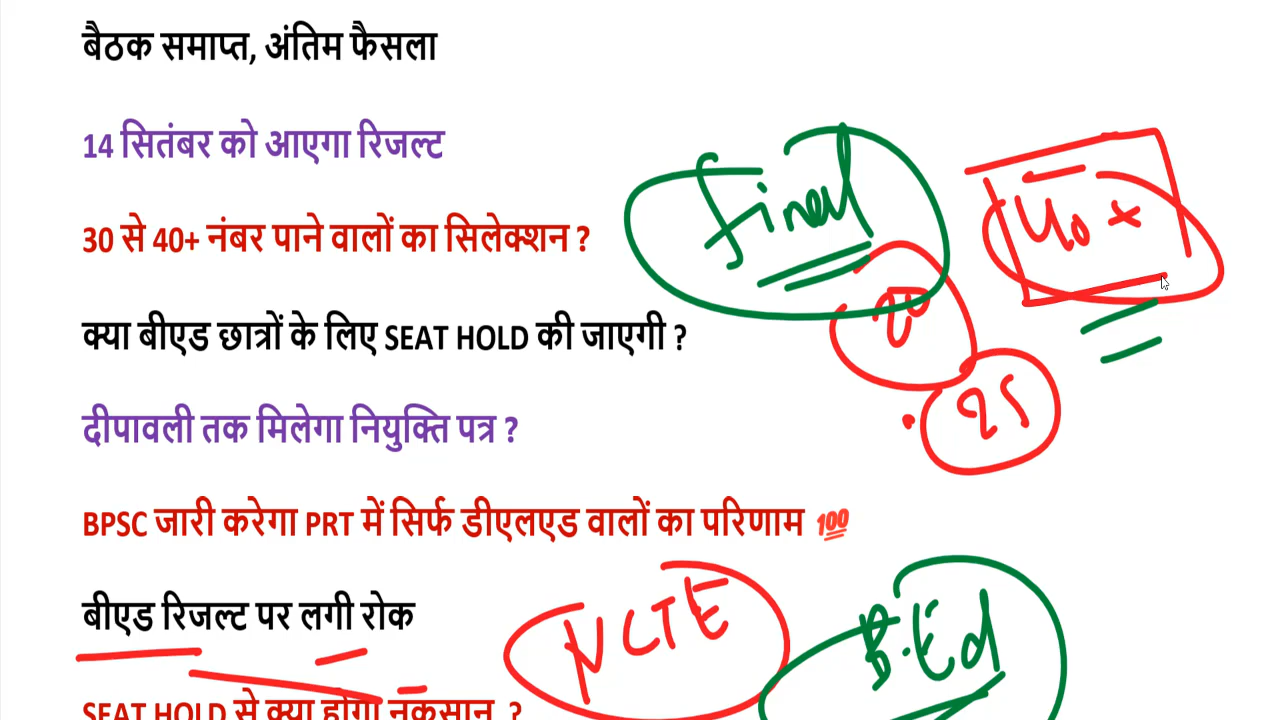 बैठक समाप्त, अंतिम फैसला
14 सितंबर को आएगा रिजल्ट
30 से 40+ नंबर पाने वालों का सिलेक्शन ?
Final
40 +
20
25
क्या बीएड छात्रों के लिए SEAT HOLD की जाएगी ?
दीपावली तक मिलेगा नियुक्ति पत्र ?
BPSC जारी करेगा PRT में सिर्फ डीएलएड वालों का परिणाम 💯
बीएड रिजल्ट पर लगी रोक
NCTE
B.Ed
SEAT HOLD से क्या होगा नुकसान ?